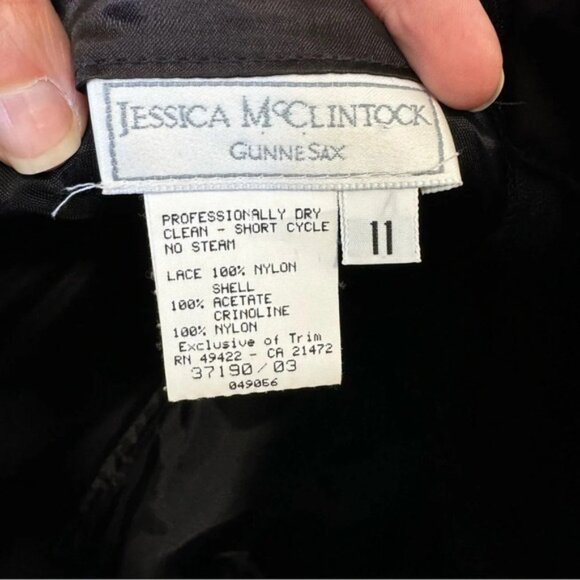 JESSICA McCLINTOCK
GUNNE SAX
PROFESSIONALLY DRY
CLEAN - SHORT CYCLE
NO STEAM
LACE 100% NYLON
SHELL
100% ACETATE
CRINOLINE
100% NYLON
Exclusive of Trim
RN 49422 - CA 21472
37190/03
049056
11